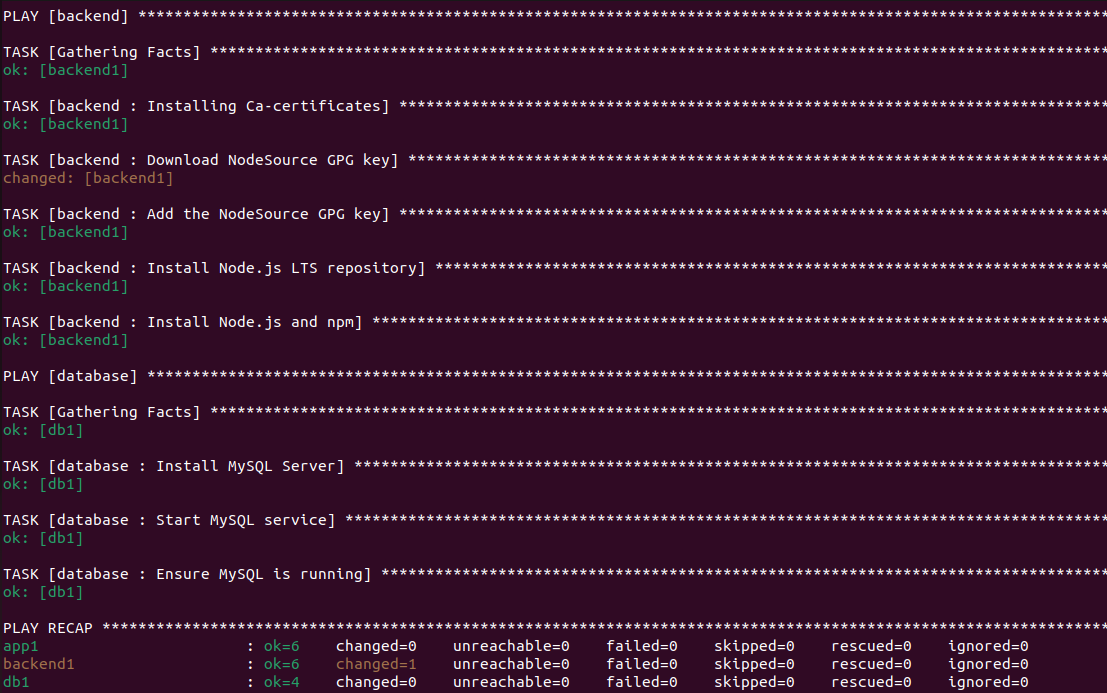 PLAY [backend] ************************************************************************************************************
TASK [Gathering Facts] ****************************************************************************************************
ok: [backend1]
TASK [backend : Installing Ca-certificates] *******************************************************************************
ok: [backend1]
TASK [backend : Download NodeSource GPG key] ******************************************************************************
changed: [backend1]
TASK [backend : Add the NodeSource GPG key] *******************************************************************************
ok: [backend1]
TASK [backend : Install Node.js LTS repository] ***************************************************************************
ok: [backend1]
TASK [backend : Install Node.js and npm] **********************************************************************************
ok: [backend1]
PLAY [database] ***********************************************************************************************************
TASK [Gathering Facts] ****************************************************************************************************
ok: [db1]
TASK [database : Install MySQL Server] ************************************************************************************
ok: [db1]
TASK [database : Start MySQL service] *************************************************************************************
ok: [db1]
TASK [database : Ensure MySQL is running] *********************************************************************************
ok: [db1]
PLAY RECAP ****************************************************************************************************************
app1                       : ok=6    changed=0    unreachable=0    failed=0    skipped=0    rescued=0    ignored=0
backend1                   : ok=6    changed=1    unreachable=0    failed=0    skipped=0    rescued=0    ignored=0
db1                        : ok=4    changed=0    unreachable=0    failed=0    skipped=0    rescued=0    ignored=0